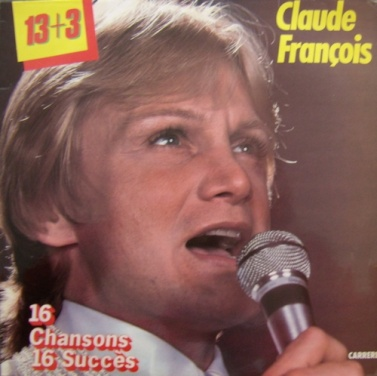 13+3
Claude
François
16
Chansons
16 Succès
CARRERE